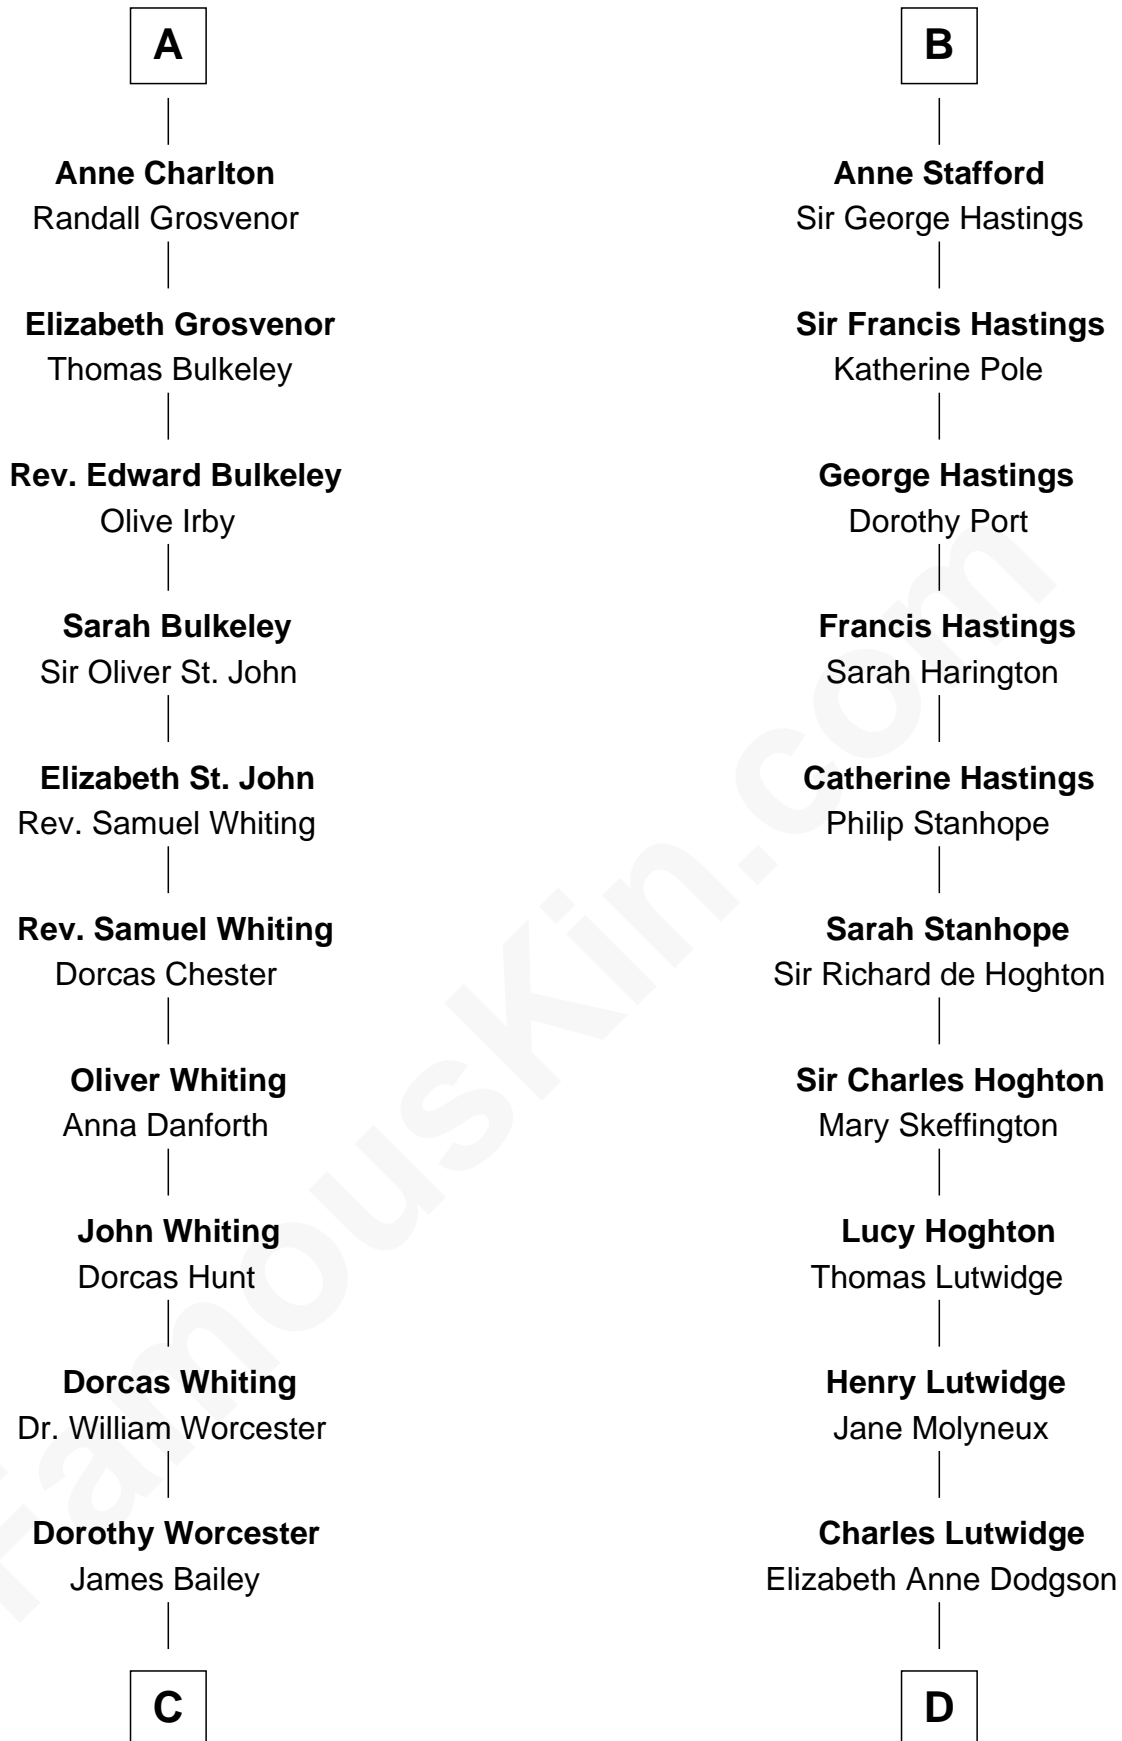 A
Anne Charlton
Randall Grosvenor
Elizabeth Grosvenor
Thomas Bulkeley
Rev. Edward Bulkeley
Olive Irby
Sarah Bulkeley
Sir Oliver St. John
Elizabeth St. John
Rev. Samuel Whiting
Rev. Samuel Whiting
Dorcas Chester
Oliver Whiting
Anna Danforth
John Whiting
Dorcas Hunt
Dorcas Whiting
Dr. William Worcester
Dorothy Worcester
James Bailey
C
B
Anne Stafford
Sir George Hastings
Sir Francis Hastings
Katherine Pole
George Hastings
Dorothy Port
Francis Hastings
Sarah Harington
Catherine Hastings
Philip Stanhope
Sarah Stanhope
Sir Richard de Hoghton
Sir Charles Hoghton
Mary Skeffington
Lucy Hoghton
Thomas Lutwidge
Henry Lutwidge
Jane Molyneux
Charles Lutwidge
Elizabeth Anne Dodgson
D
FamousKin.com